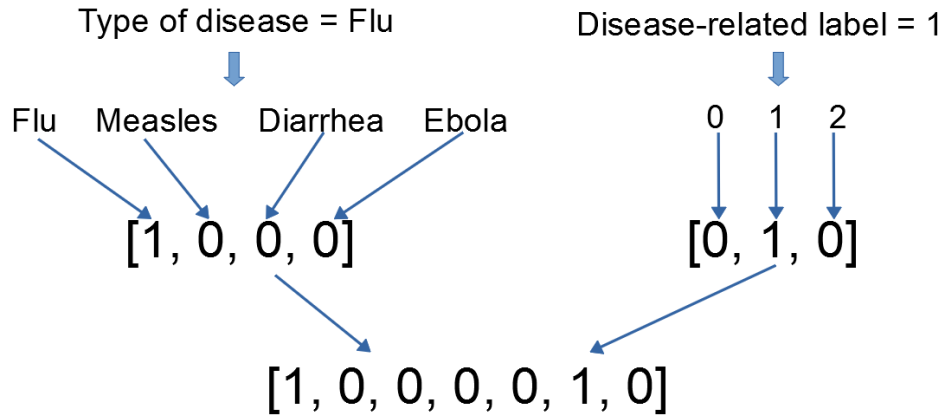 Type of disease = Flu
Disease-related label = 1
Flu Measles Diarrhea Ebola
0 1 2
[1, 0, 0, 0]
[0, 1, 0]
[1, 0, 0, 0, 0, 1, 0]